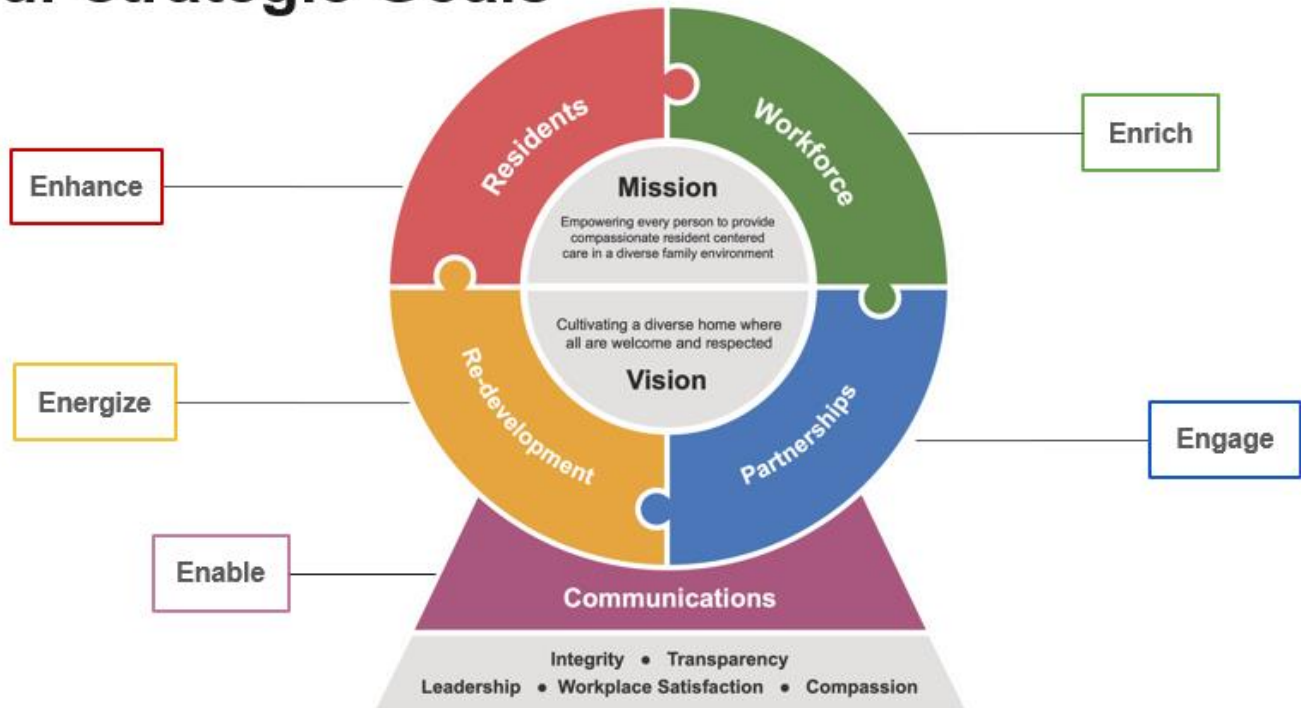 Strategic Goals
Residents
Workforce
Enhance
Enrich
Mission
Empowering every person to provide
compassionate resident centered
care in a diverse family environment
Cultivating a diverse home where
all are welcome and respected
Vision
Re-development
Partnerships
Energize
Engage
Enable
Communications
Integrity • Transparency
Leadership • Workplace Satisfaction • Compassion